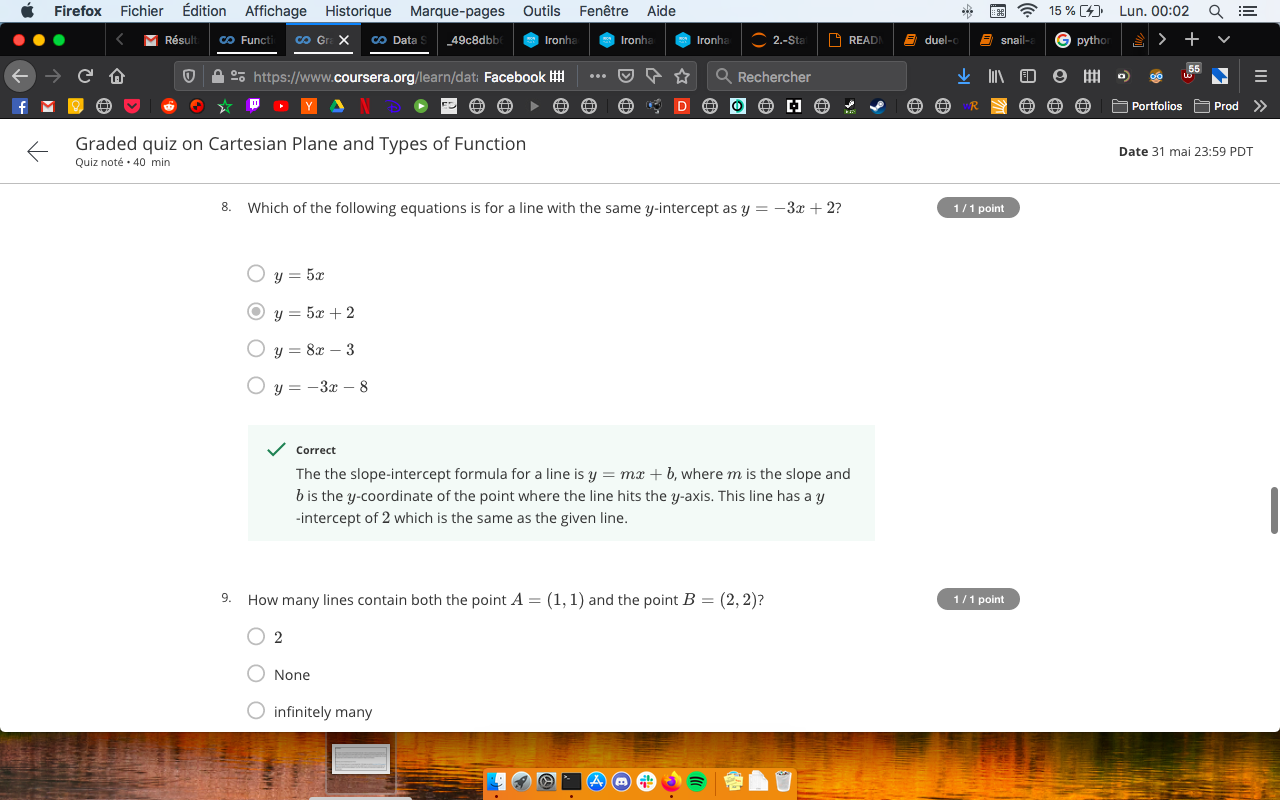 Firefox Fichier Édition Affichage Historique Marque-pages Outils Fenêtre Aide 15 % Lun. 00:02
Résult Functi Gra Data S _49c8dbb Ironha Ironha Ironha 2.-Sta READ duel-o snail-a python
https://www.coursera.org/learn/dat Facebook Rechercher 55
Portfolios Prod
Graded quiz on Cartesian Plane and Types of Function
Quiz noté • 40 min
Date 31 mai 23:59 PDT
8. Which of the following equations is for a line with the same y-intercept as y = −3x + 2?
1 / 1 point
y = 5x
y = 5x + 2
y = 8x − 3
y = −3x − 8
Correct
The the slope-intercept formula for a line is y = mx + b, where m is the slope and
b is the y-coordinate of the point where the line hits the y-axis. This line has a y
-intercept of 2 which is the same as the given line.
9. How many lines contain both the point A = (1, 1) and the point B = (2, 2)?
1 / 1 point
2
None
infinitely many